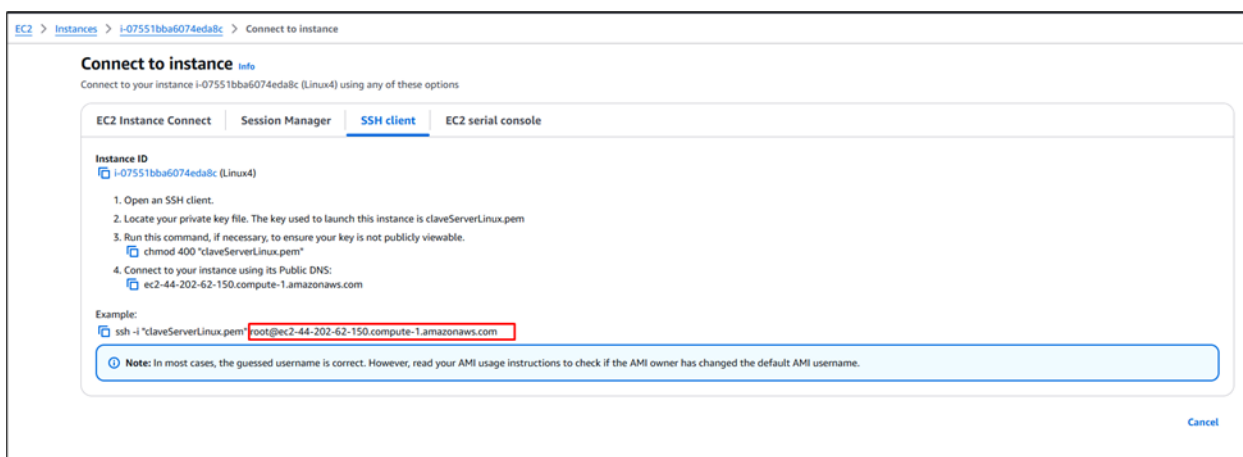 EC2 > Instances > i-07551bba6074eda8c > Connect to instance
Connect to instance Info
Connect to your instance i-07551bba6074eda8c (Linux4) using any of these options
EC2 Instance Connect Session Manager SSH client EC2 serial console
Instance ID
i-07551bba6074eda8c (Linux4)
1. Open an SSH client.
2. Locate your private key file. The key used to launch this instance is claveServerLinux.pem
3. Run this command, if necessary, to ensure your key is not publicly viewable.
chmod 400 "claveServerLinux.pem"
4. Connect to your instance using its Public DNS:
ec2-44-202-62-150.compute-1.amazonaws.com
Example:
ssh -i "claveServerLinux.pem" root@ec2-44-202-62-150.compute-1.amazonaws.com
Note: In most cases, the guessed username is correct. However, read your AMI usage instructions to check if the AMI owner has changed the default AMI username.
Cancel